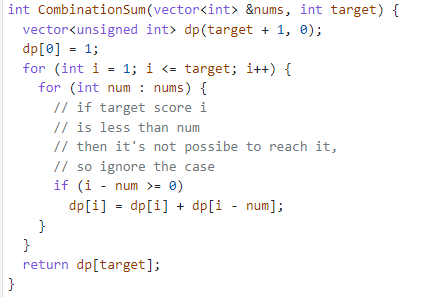 int CombinationSum(vector<int> &nums, int target) {
  vector<unsigned int> dp(target + 1, 0);
  dp[0] = 1;
  for (int i = 1; i <= target; i++) {
    for (int num : nums) {
      // if target score i
      // is less than num
      // then it's not possibe to reach it,
      // so ignore the case
      if (i - num >= 0)
        dp[i] = dp[i] + dp[i - num];
    }
  }
  return dp[target];
}